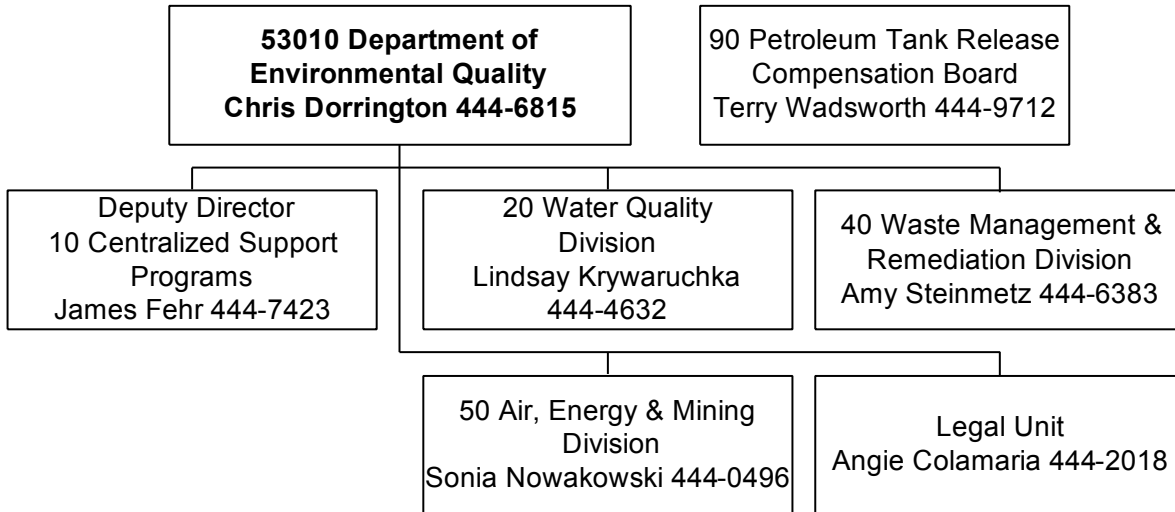 53010 Department of
Environmental Quality
Chris Dorrington 444-6815
90 Petroleum Tank Release
Compensation Board
Terry Wadsworth 444-9712
Deputy Director
10 Centralized Support
Programs
James Fehr 444-7423
20 Water Quality
Division
Lindsay Krywaruchka
444-4632
40 Waste Management &
Remediation Division
Amy Steinmetz 444-6383
50 Air, Energy & Mining
Division
Sonia Nowakowski 444-0496
Legal Unit
Angie Colamaria 444-2018